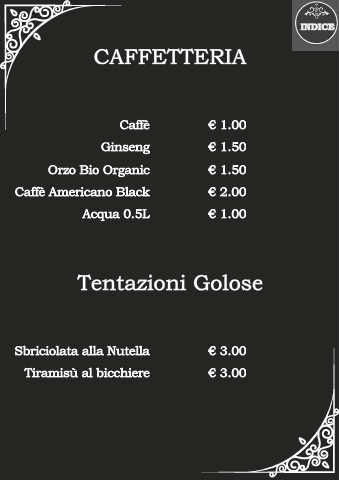 INDICE
CAFFETTERIA
Caffè € 1.00
Ginseng € 1.50
Orzo Bio Organic € 1.50
Caffè Americano Black € 2.00
Acqua 0.5L € 1.00
Tentazioni Golose
Sbriciolata alla Nutella € 3.00
Tiramisù al bicchiere € 3.00